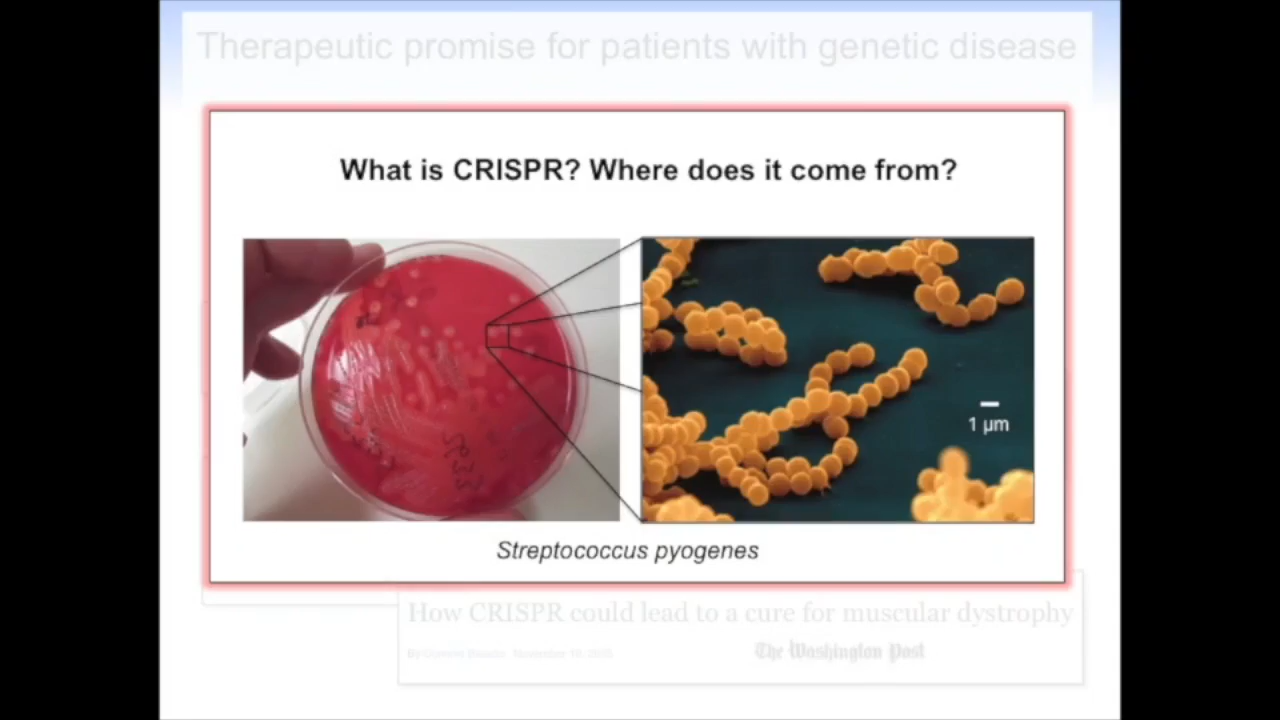 Therapeutic promise for patients with genetic disease
What is CRISPR? Where does it come from?
1 µm
Streptococcus pyogenes
How CRISPR could lead to a cure for muscular dystrophy
The Washington Post